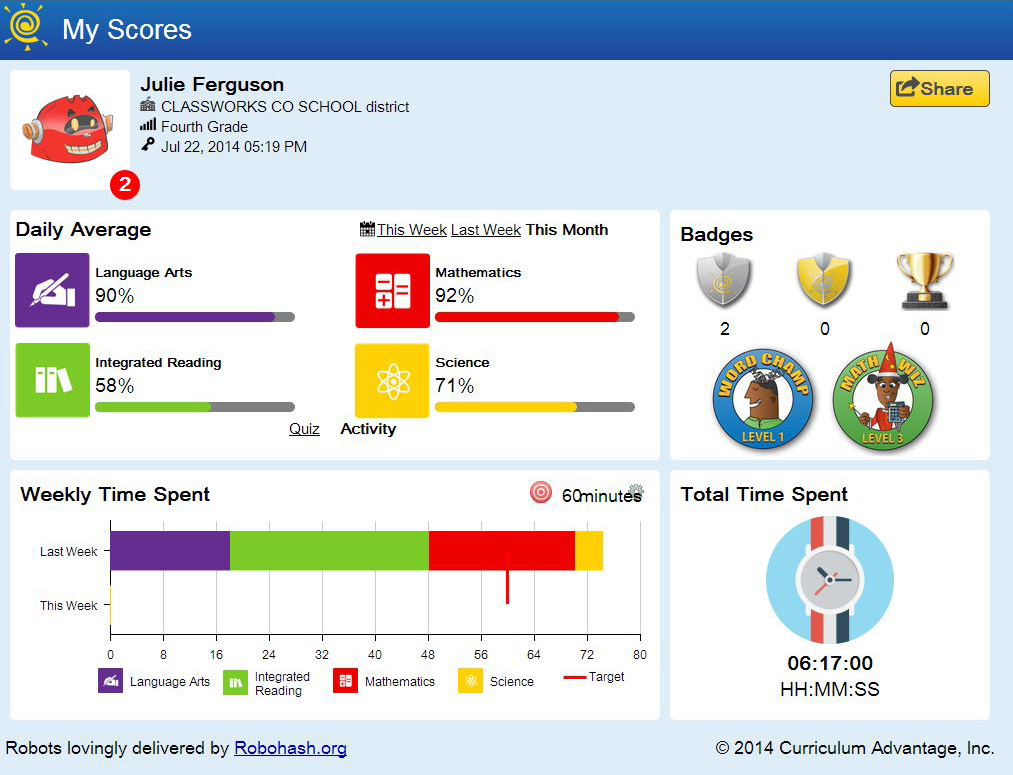 My Scores
Julie Ferguson
CLASSWORKS CO SCHOOL district
Fourth Grade
Jul 22, 2014 05:19 PM
Share
2
Daily Average
This Week Last Week This Month
Language Arts
90%
Mathematics
92%
Integrated Reading
58%
Science
71%
Quiz Activity
Badges
2 0 0
WORD CHAMP
LEVEL 1
MATH WIZ
LEVEL 3
Weekly Time Spent
60minutes
Last Week
This Week
0 8 16 24 32 40 48 56 64 72 80
Language Arts
Integrated
Reading
Mathematics
Science
Target
Total Time Spent
06:17:00
HH:MM:SS
Robots lovingly delivered by Robohash.org
© 2014 Curriculum Advantage, Inc.